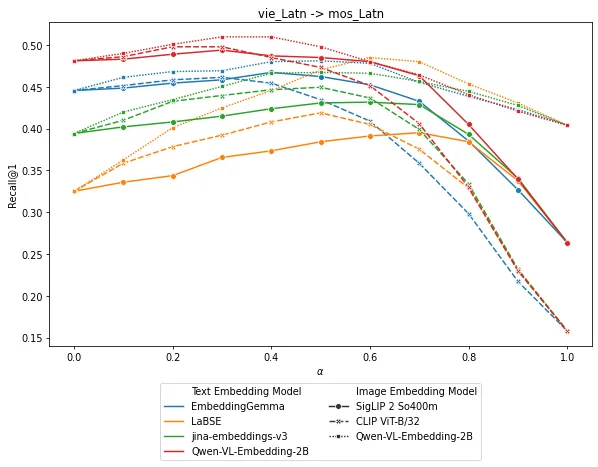 vie_Latn -> mos_Latn
Recall@1
0.50
0.45
0.40
0.35
0.30
0.25
0.20
0.15
0.0 0.2 0.4 0.6 0.8 1.0
α
Text Embedding Model
EmbeddingGemma
LaBSE
jina-embeddings-v3
Qwen-VL-Embedding-2B
Image Embedding Model
SigLIP 2 So400m
CLIP ViT-B/32
Qwen-VL-Embedding-2B